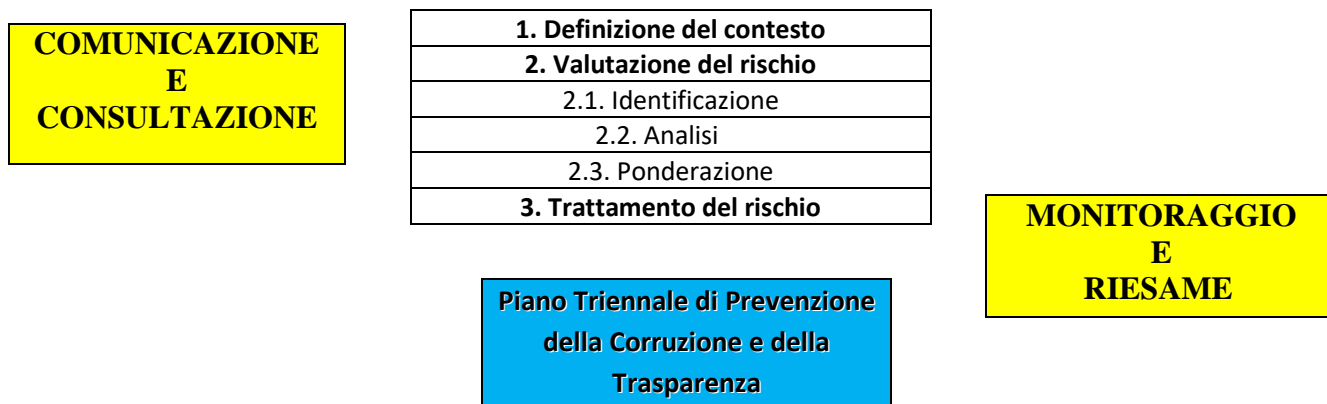 COMUNICAZIONE
E
CONSULTAZIONE
1. Definizione del contesto
2. Valutazione del rischio
2.1. Identificazione
2.2. Analisi
2.3. Ponderazione
3. Trattamento del rischio
MONITORAGGIO
E
RIESAME
Piano Triennale di Prevenzione
della Corruzione e della
Trasparenza